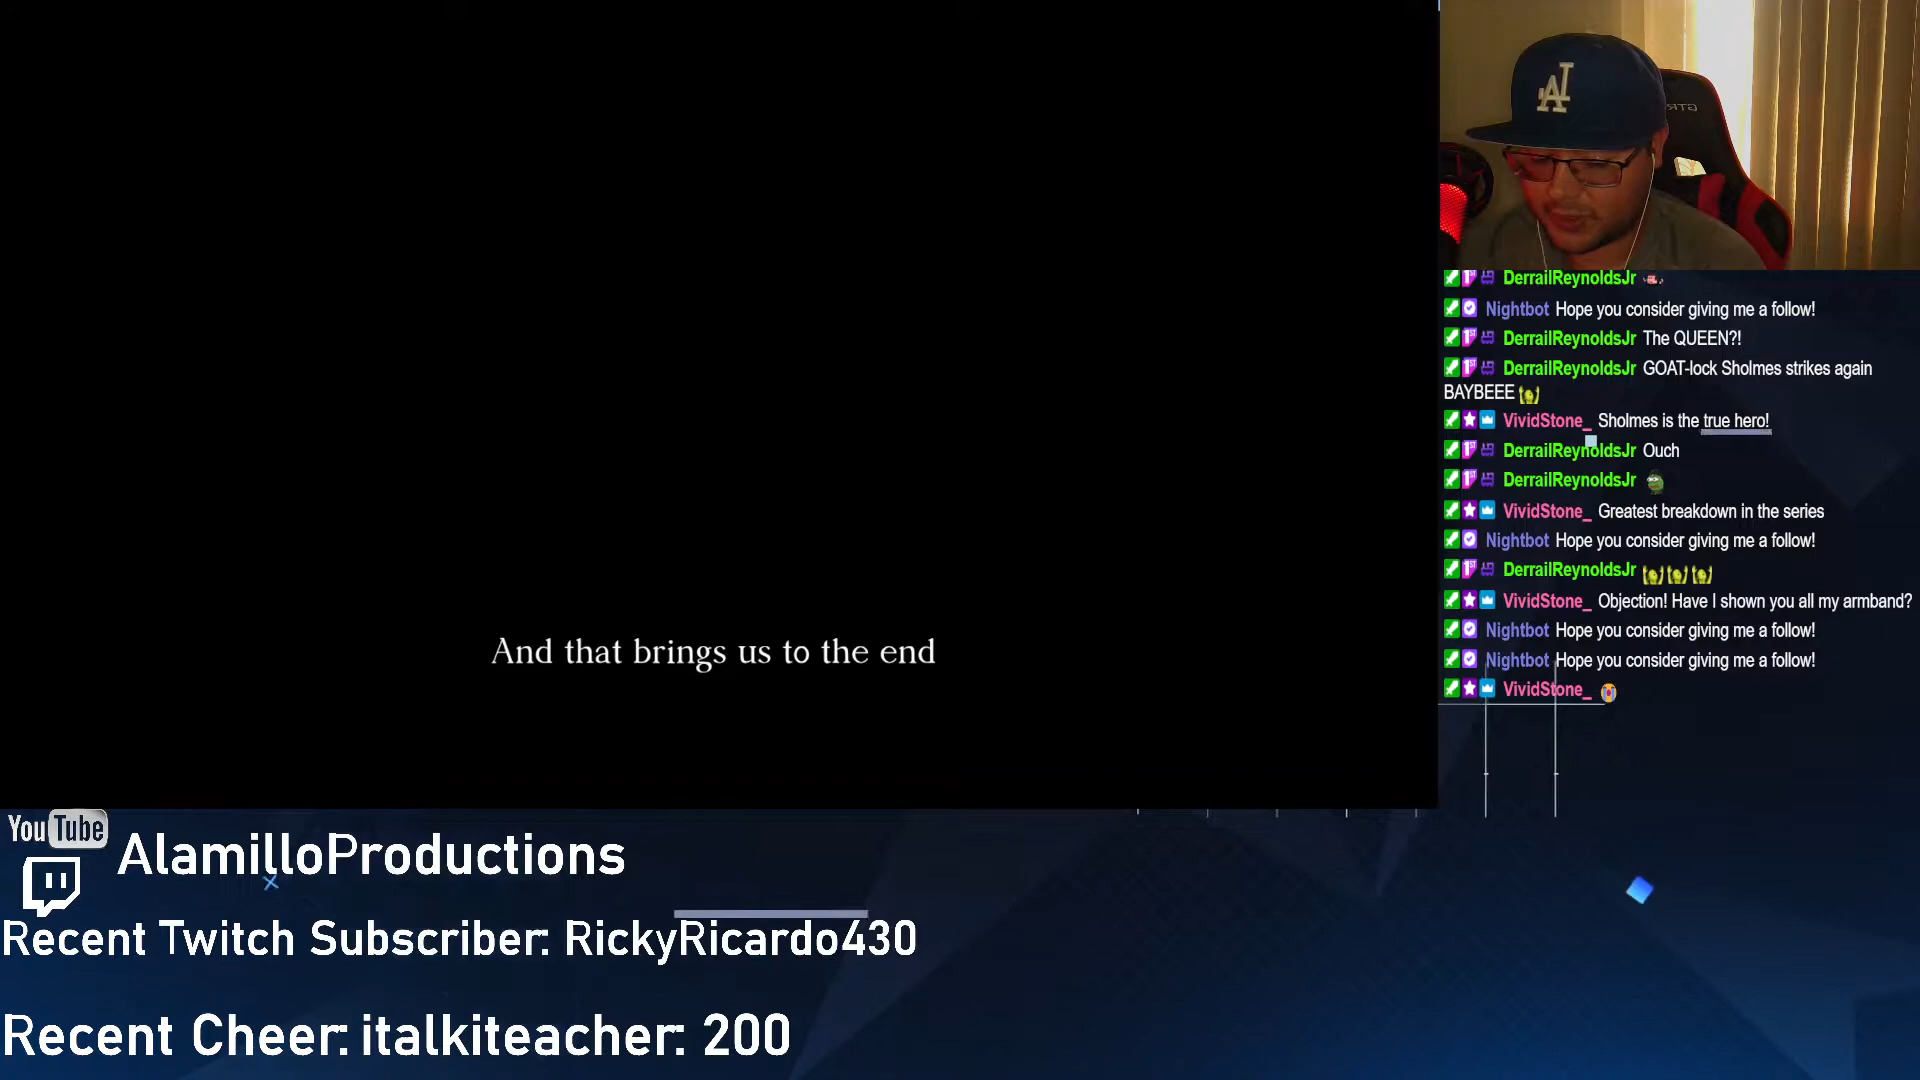 And that brings us to the end
DerrailReynoldsJr
Nightbot Hope you consider giving me a follow!
DerrailReynoldsJr The QUEEN?!
DerrailReynoldsJr GOAT-lock Sholmes strikes again
BAYBEEE
VividStone_ Sholmes is the true hero!
DerrailReynoldsJr Ouch
DerrailReynoldsJr
VividStone_ Greatest breakdown in the series
Nightbot Hope you consider giving me a follow!
DerrailReynoldsJr
VividStone_ Objection! Have I shown you all my armband?
Nightbot Hope you consider giving me a follow!
Nightbot Hope you consider giving me a follow!
VividStone_
YouTube
AlamilloProductions
Recent Twitch Subscriber: RickyRicardo430
Recent Cheer: italkiteacher: 200